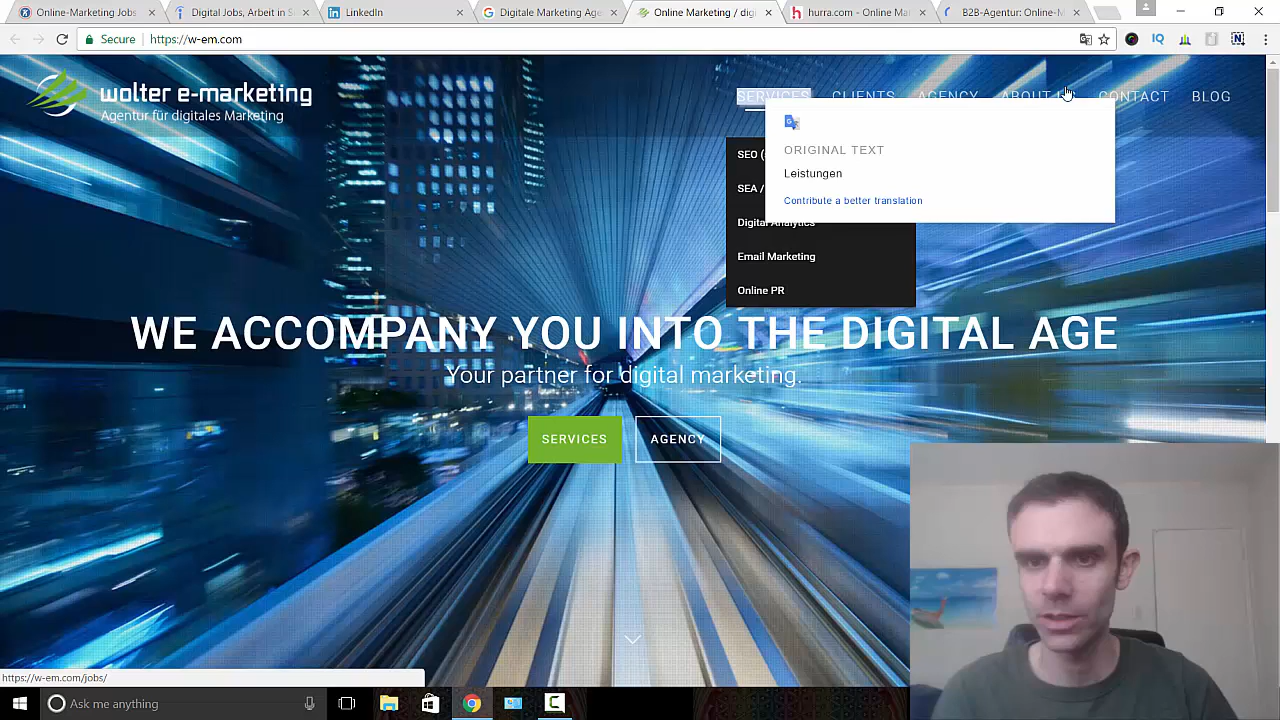 Online-Marketing Jobs
Digital Jobs, Arbeit in S
LinkedIn
Digitale Marketing Age
Online Marketing / digi
hurra.com - Online Ma
B2B-Agentur: Online-M
Secure
https://w-em.com
wolter e-marketing
Agentur für digitales Marketing
SERVICES
CLIENTS
AGENCY
ABOUT
CONTACT
BLOG
ORIGINAL TEXT
Leistungen
Contribute a better translation
SEO (
SEA /
Digital Analytics
Email Marketing
Online PR
WE ACCOMPANY YOU INTO THE DIGITAL AGE
Your partner for digital marketing.
SERVICES
AGENCY
https://w-em.com/jobs/
Ask me anything